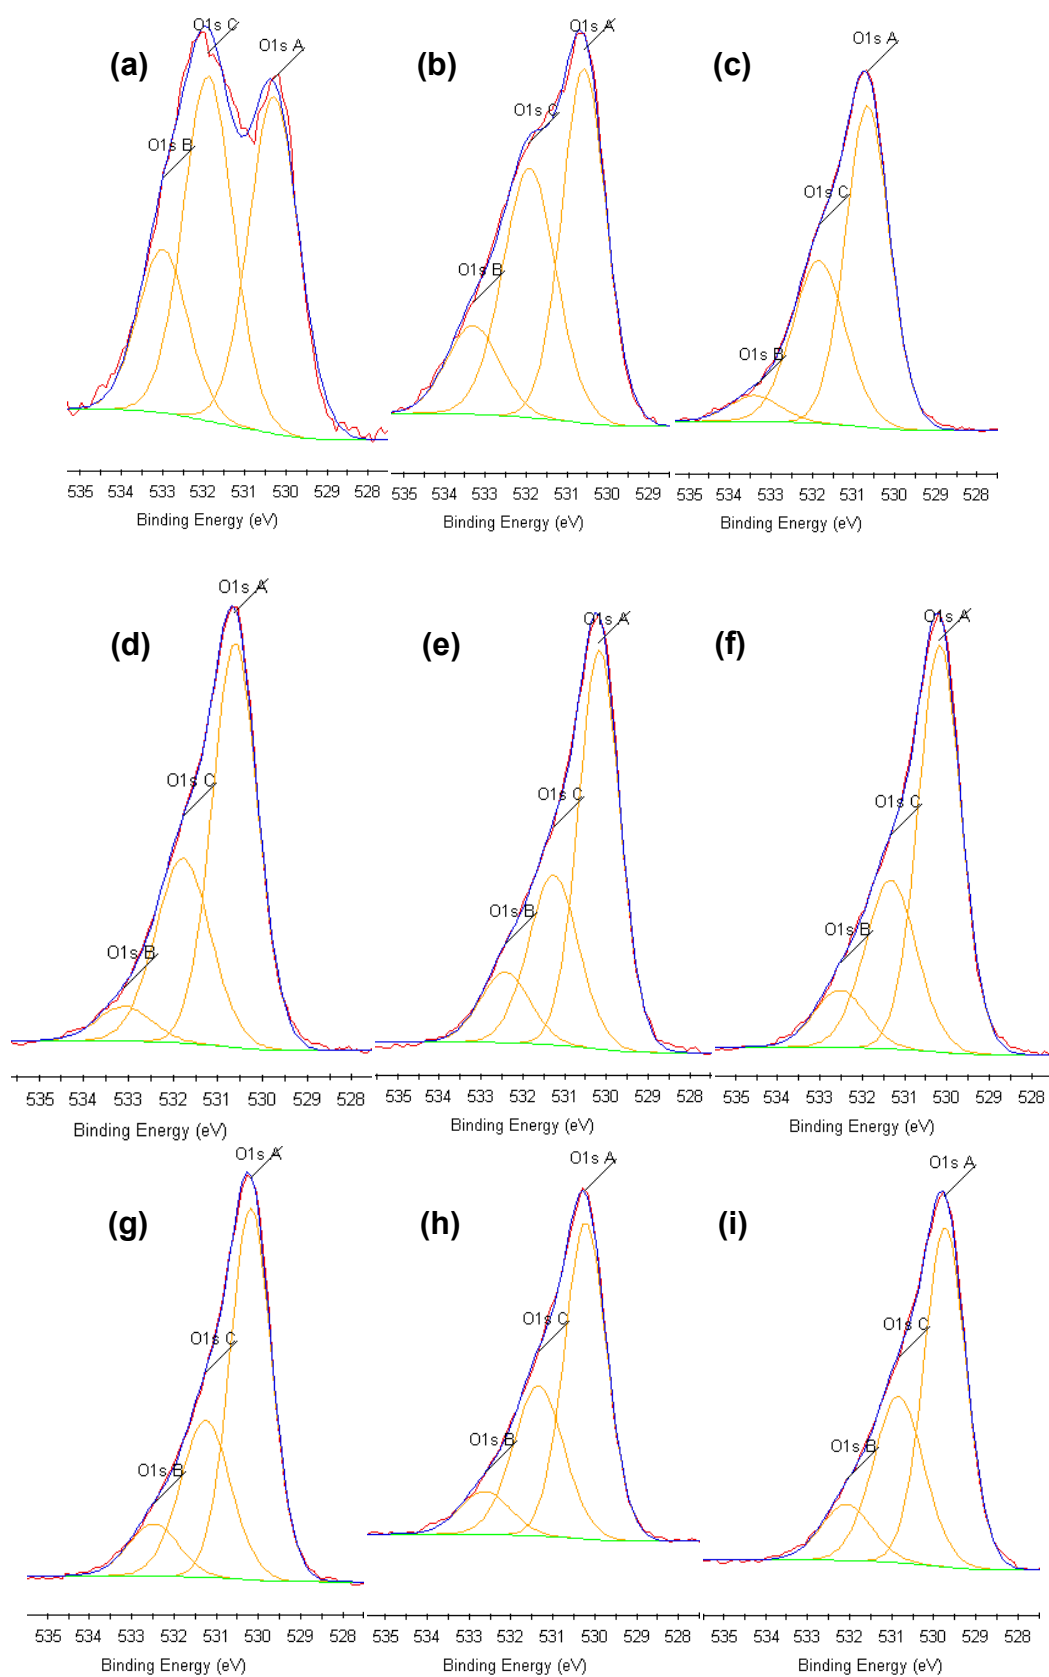 O1s C
O1s A
(a)
O1s B
535 534 533 532 531 530 529 528
Binding Energy (eV)
O1s A
(b)
O1s C
O1s B
535 534 533 532 531 530 529
Binding Energy (eV)
O1s A
(c)
O1s C
O1s B
535 534 533 532 531 530 529 528
Binding Energy (eV)
O1s A
(d)
O1s C
O1s B
535 534 533 532 531 530 529 528
Binding Energy (eV)
O1s A
(e)
O1s C
O1s B
535 534 533 532 531 530 529 528
Binding Energy (eV)
O1s A
(f)
O1s C
O1s B
535 534 533 532 531 530 529 528
Binding Energy (eV)
O1s A
(g)
O1s C
O1s B
535 534 533 532 531 530 529 528
Binding Energy (eV)
O1s A
(h)
O1s C
O1s B
535 534 533 532 531 530 529 528
Binding Energy (eV)
O1s A
(i)
O1s C
O1s B
535 534 533 532 531 530 529 528
Binding Energy (eV)